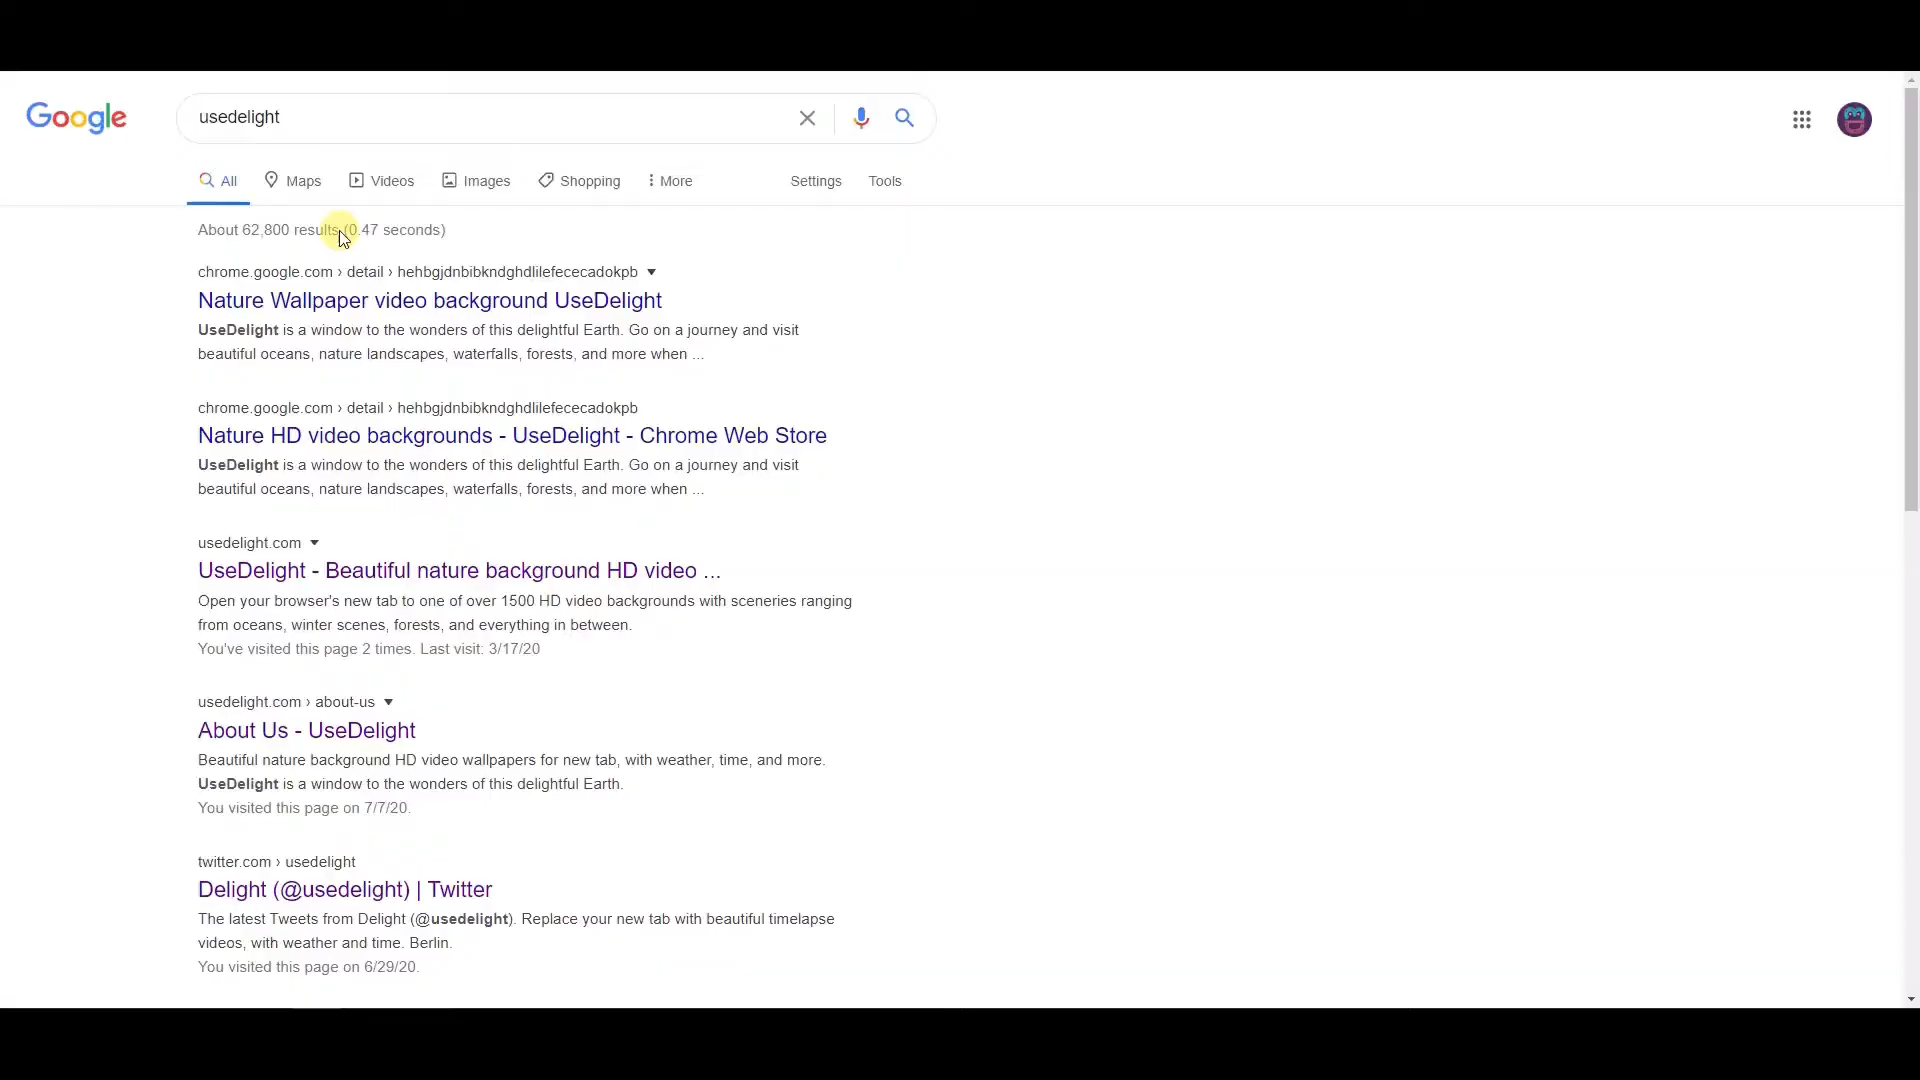 Google
usedelight
All Maps Videos Images Shopping More Settings Tools
About 62,800 results (0.47 seconds)
chrome.google.com › detail › hehbgjdnbibkndghdlilefececadokpb
Nature Wallpaper video background UseDelight
UseDelight is a window to the wonders of this delightful Earth. Go on a journey and visit
beautiful oceans, nature landscapes, waterfalls, forests, and more when ...
chrome.google.com › detail › hehbgjdnbibkndghdlilefececadokpb
Nature HD video backgrounds - UseDelight - Chrome Web Store
UseDelight is a window to the wonders of this delightful Earth. Go on a journey and visit
beautiful oceans, nature landscapes, waterfalls, forests, and more when ...
usedelight.com
UseDelight - Beautiful nature background HD video ...
Open your browser's new tab to one of over 1500 HD video backgrounds with sceneries ranging
from oceans, winter scenes, forests, and everything in between.
You've visited this page 2 times. Last visit: 3/17/20
usedelight.com › about-us
About Us - UseDelight
Beautiful nature background HD video wallpapers for new tab, with weather, time, and more.
UseDelight is a window to the wonders of this delightful Earth.
You visited this page on 7/7/20.
twitter.com › usedelight
Delight (@usedelight) | Twitter
The latest Tweets from Delight (@usedelight). Replace your new tab with beautiful timelapse
videos, with weather and time. Berlin.
You visited this page on 6/29/20.